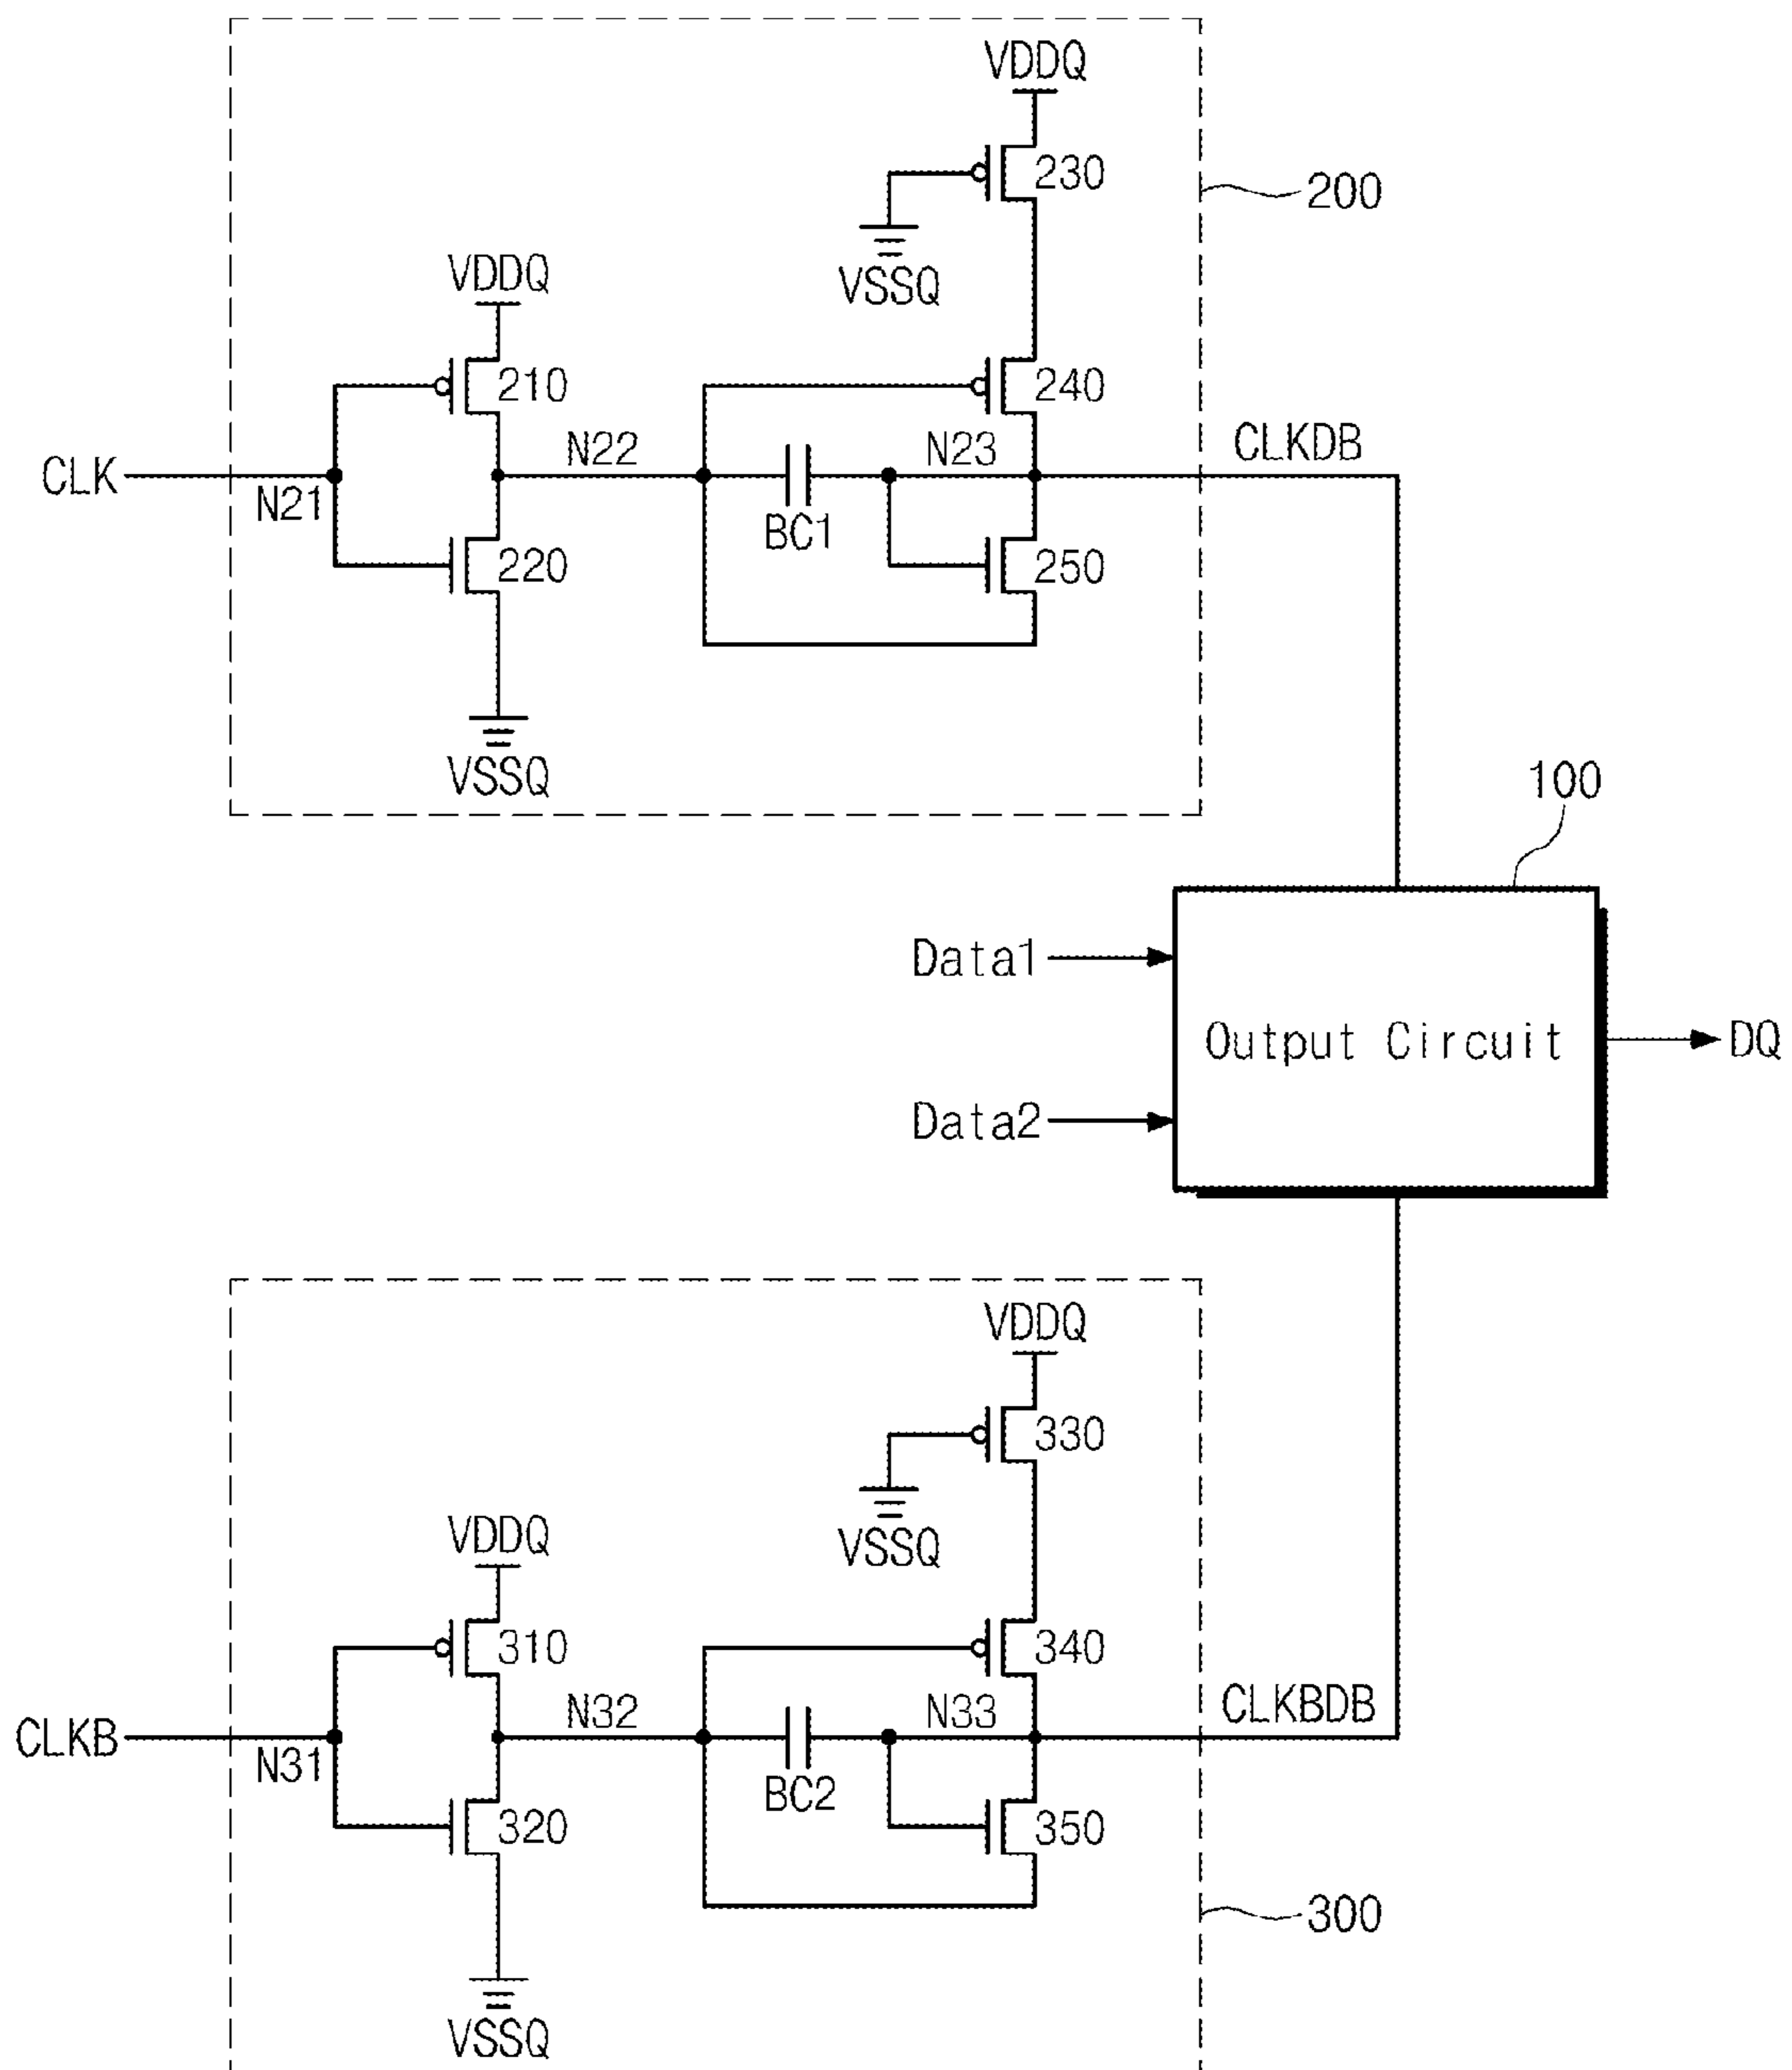 VDDQ
230
200
VSSQ
VDDQ
210
240
N22
N23
CLKDB
CLK
N21
BC1
220
250
VSSQ
100
Data1
Output Circuit
DQ
Data2
VDDQ
330
VSSQ
VDDQ
310
340
N32
N33
CLKBDB
CLKB
N31
BC2
320
350
300
VSSQ